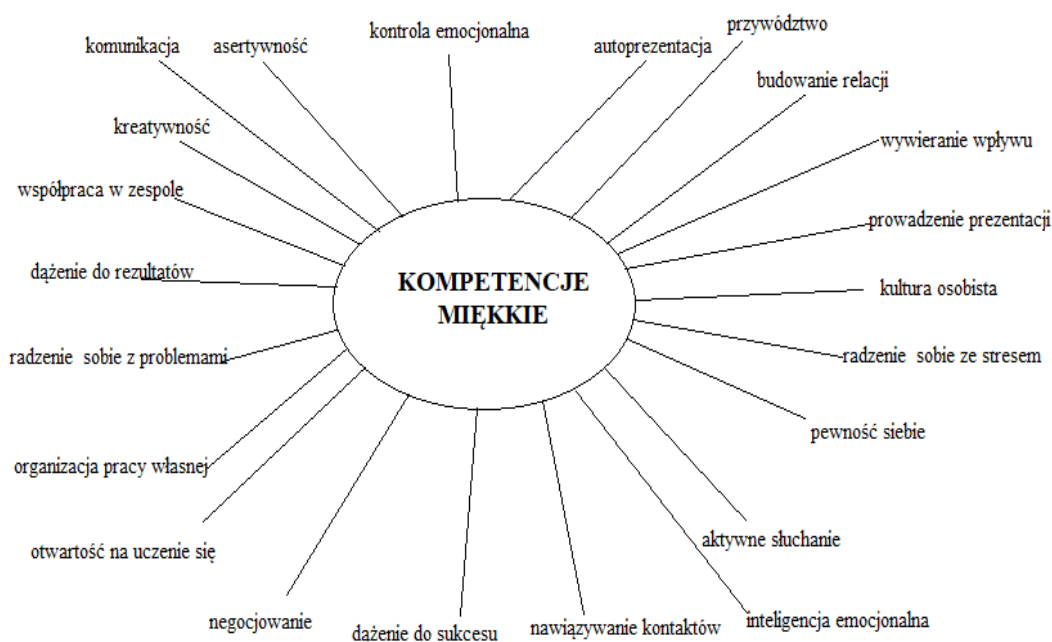 kontrola emocjonalna
przywództwo
komunikacja
asertywność
autoprezentacja
budowanie relacji
kreatywność
wywieranie wpływu
współpraca w zespole
prowadzenie prezentacji
dążenie do rezultatów
KOMPETENCJE
MIĘKKIE
kultura osobista
radzenie sobie z problemami
radzenie sobie ze stresem
pewność siebie
organizacja pracy własnej
aktywne słuchanie
otwartość na uczenie się
negocjowanie
dążenie do sukcesu
nawiązywanie kontaktów
inteligencja emocjonalna